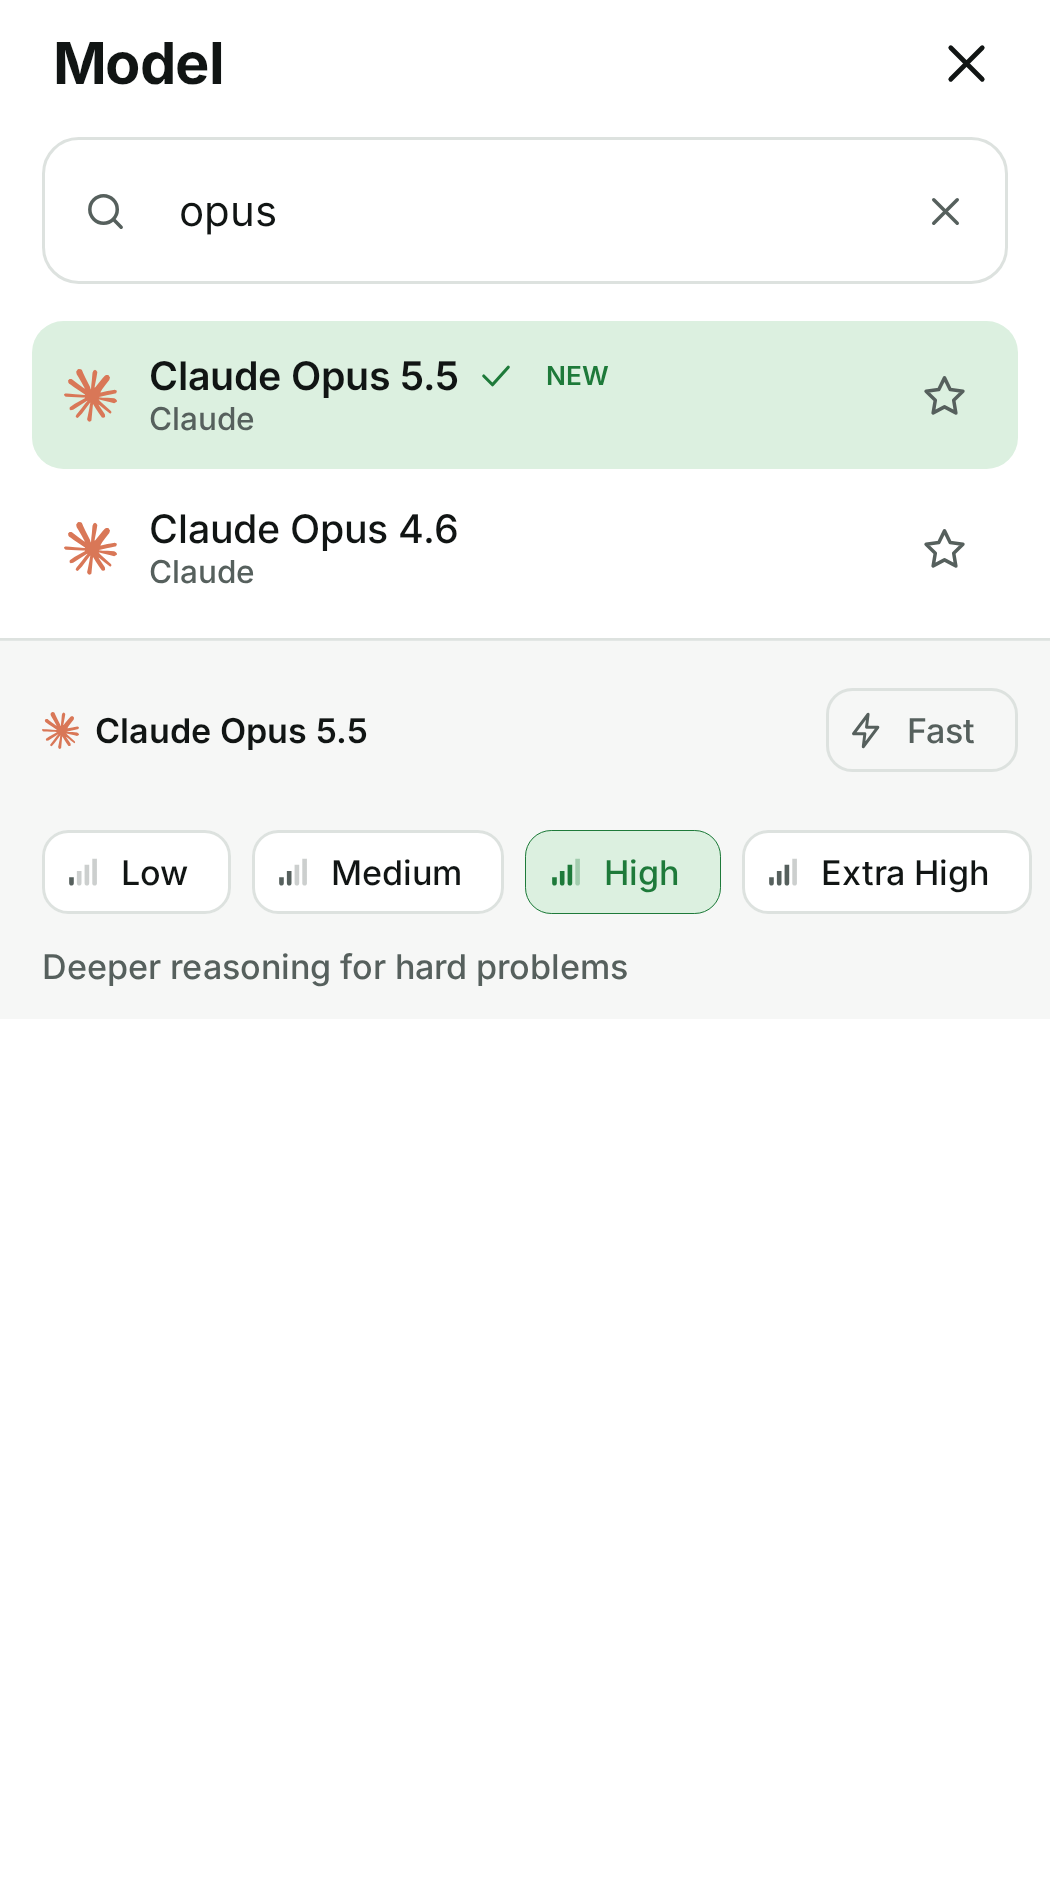 Model
opus
Claude Opus 5.5 NEW
Claude
Claude Opus 4.6
Claude
Claude Opus 5.5 Fast
Low Medium High Extra High
Deeper reasoning for hard problems